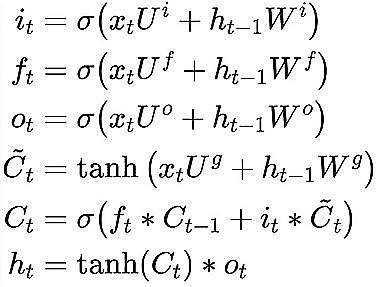 i_t = σ(x_t U^i + h_{t−1} W^i)
f_t = σ(x_t U^f + h_{t−1} W^f)
o_t = σ(x_t U^o + h_{t−1} W^o)
C̃_t = tanh(x_t U^g + h_{t−1} W^g)
C_t = σ(f_t * C_{t−1} + i_t * C̃_t)
h_t = tanh(C_t) * o_t